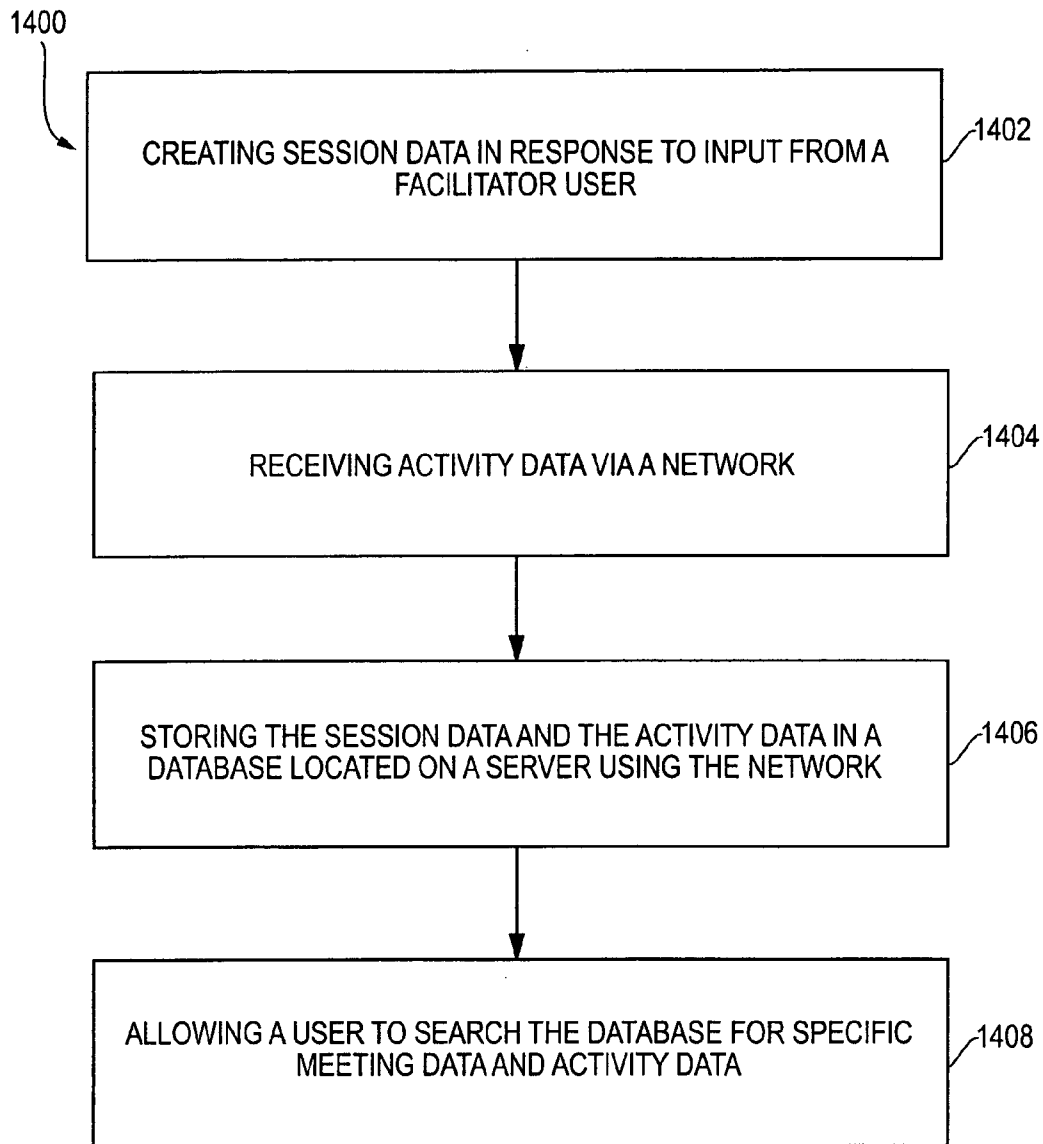 1400
CREATING SESSION DATA IN RESPONSE TO INPUT FROM A
FACILITATOR USER
1402
RECEIVING ACTIVITY DATA VIA A NETWORK
1404
STORING THE SESSION DATA AND THE ACTIVITY DATA IN A
DATABASE LOCATED ON A SERVER USING THE NETWORK
1406
ALLOWING A USER TO SEARCH THE DATABASE FOR SPECIFIC
MEETING DATA AND ACTIVITY DATA
1408